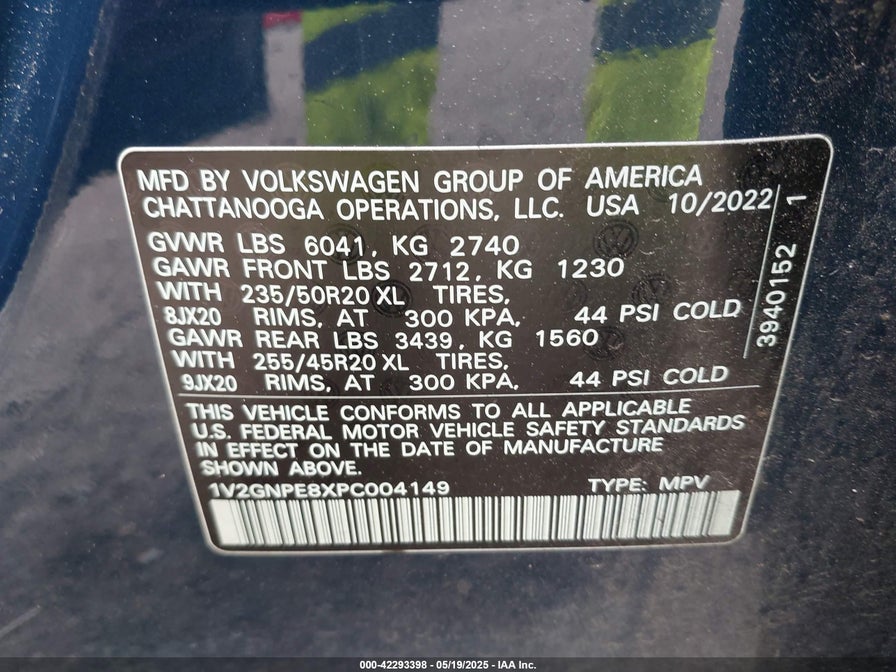 MFD BY VOLKSWAGEN GROUP OF AMERICA
CHATTANOOGA OPERATIONS, LLC. USA 10/2022
GVWR LBS 6041, KG 2740
GAWR FRONT LBS 2712, KG 1230
WITH 235/50R20 XL TIRES,
8JX20 RIMS, AT 300 KPA, 44 PSI COLD
GAWR REAR LBS 3439, KG 1560
WITH 255/45R20 XL TIRES,
9JX20 RIMS, AT 300 KPA, 44 PSI COLD
3940152 1
THIS VEHICLE CONFORMS TO ALL APPLICABLE
U.S. FEDERAL MOTOR VEHICLE SAFETY STANDARDS
IN EFFECT ON THE DATE OF MANUFACTURE
SHOWN ABOVE.
1V2GNPE8XPC004149 TYPE: MPV
000-42293398 - 05/19/2025 - IAA Inc.